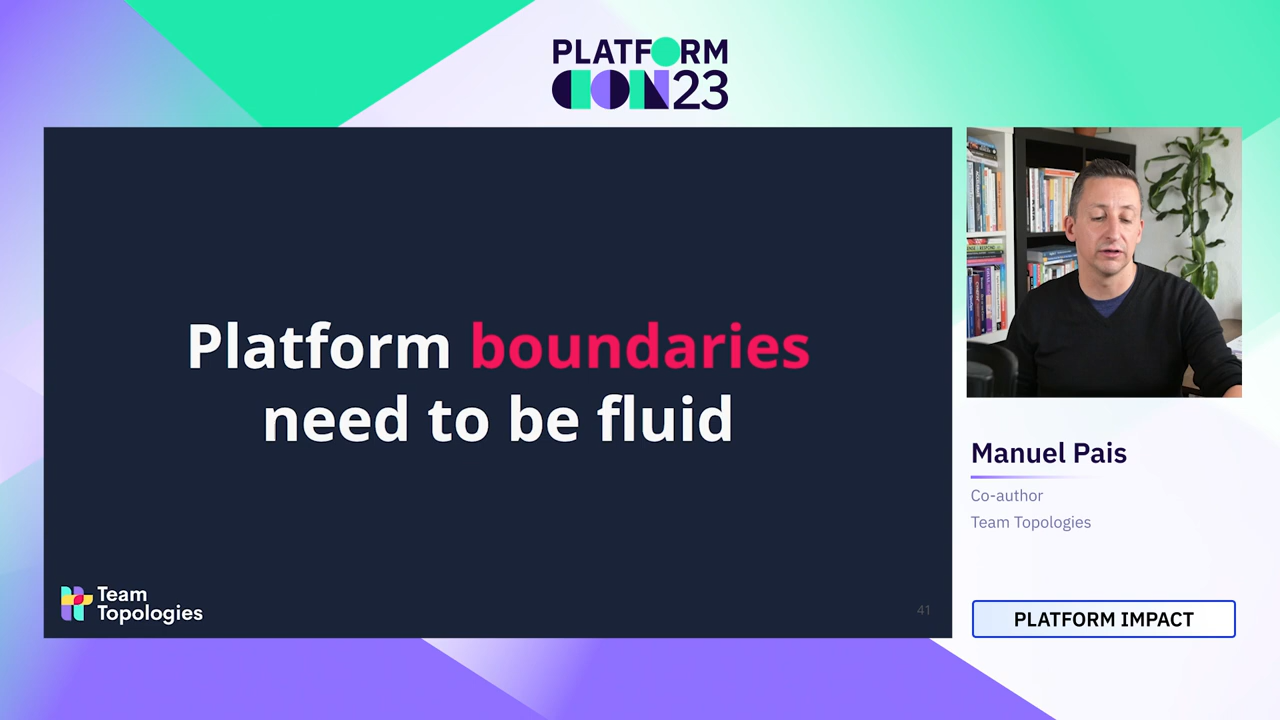 PLATFORM
CON23
Platform boundaries
need to be fluid
Team
Topologies
41
Manuel Pais
Co-author
Team Topologies
PLATFORM IMPACT